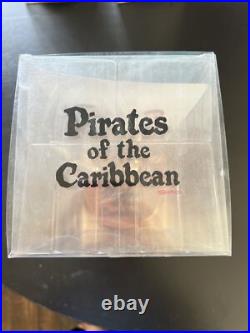 Pirates
of the
Caribbean